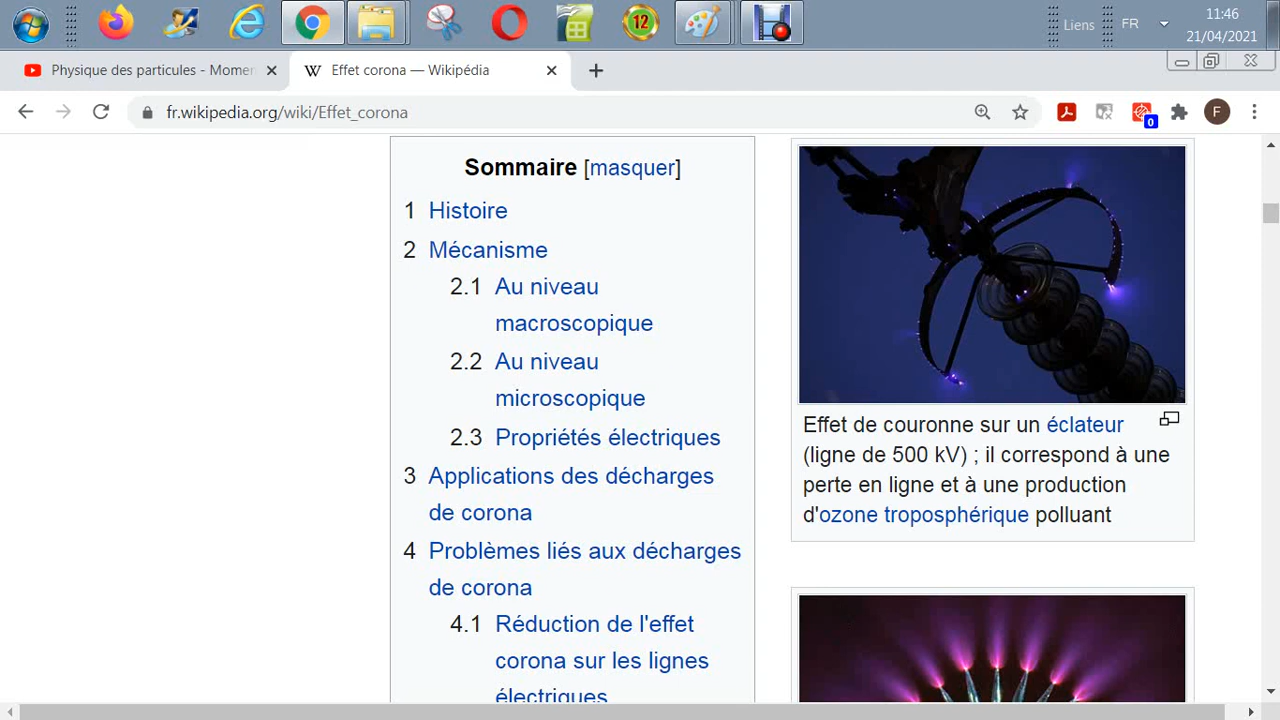 12
Liens
FR
11:46
21/04/2021
Physique des particules - Momen
Effet corona — Wikipédia
fr.wikipedia.org/wiki/Effet_corona
0
F
Sommaire [masquer]
1 Histoire
2 Mécanisme
2.1 Au niveau
macroscopique
2.2 Au niveau
microscopique
2.3 Propriétés électriques
3 Applications des décharges
de corona
4 Problèmes liés aux décharges
de corona
4.1 Réduction de l'effet
corona sur les lignes
électriques
Effet de couronne sur un éclateur
(ligne de 500 kV) ; il correspond à une
perte en ligne et à une production
d'ozone troposphérique polluant